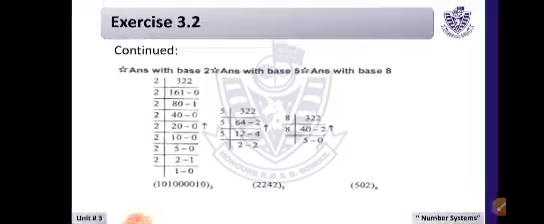 Exercise 3.2
Continued:
☆Ans with base 2☆Ans with base 5☆Ans with base 8
2 | 322
2 | 161 – 0
2 | 80 – 1
2 | 40 – 0
2 | 20 – 0 ↑
2 | 10 – 0
2 | 5 – 0
2 | 2 – 1
1 – 0
(101000010)₂
5 | 322
5 | 64 – 2
5 | 12 – 4 ↑
2 – 2
(2242)₅
8 | 322
8 | 40 – 2 ↑
5 – 0
(502)₈
Unit # 3
" Number Systems"